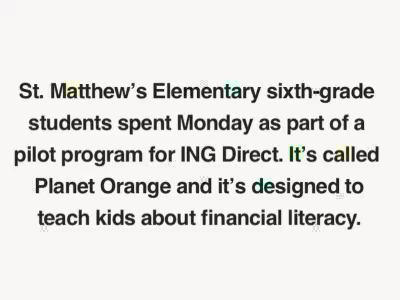 St. Matthew's Elementary sixth-grade
students spent Monday as part of a
pilot program for ING Direct. It's called
Planet Orange and it's designed to
teach kids about financial literacy.